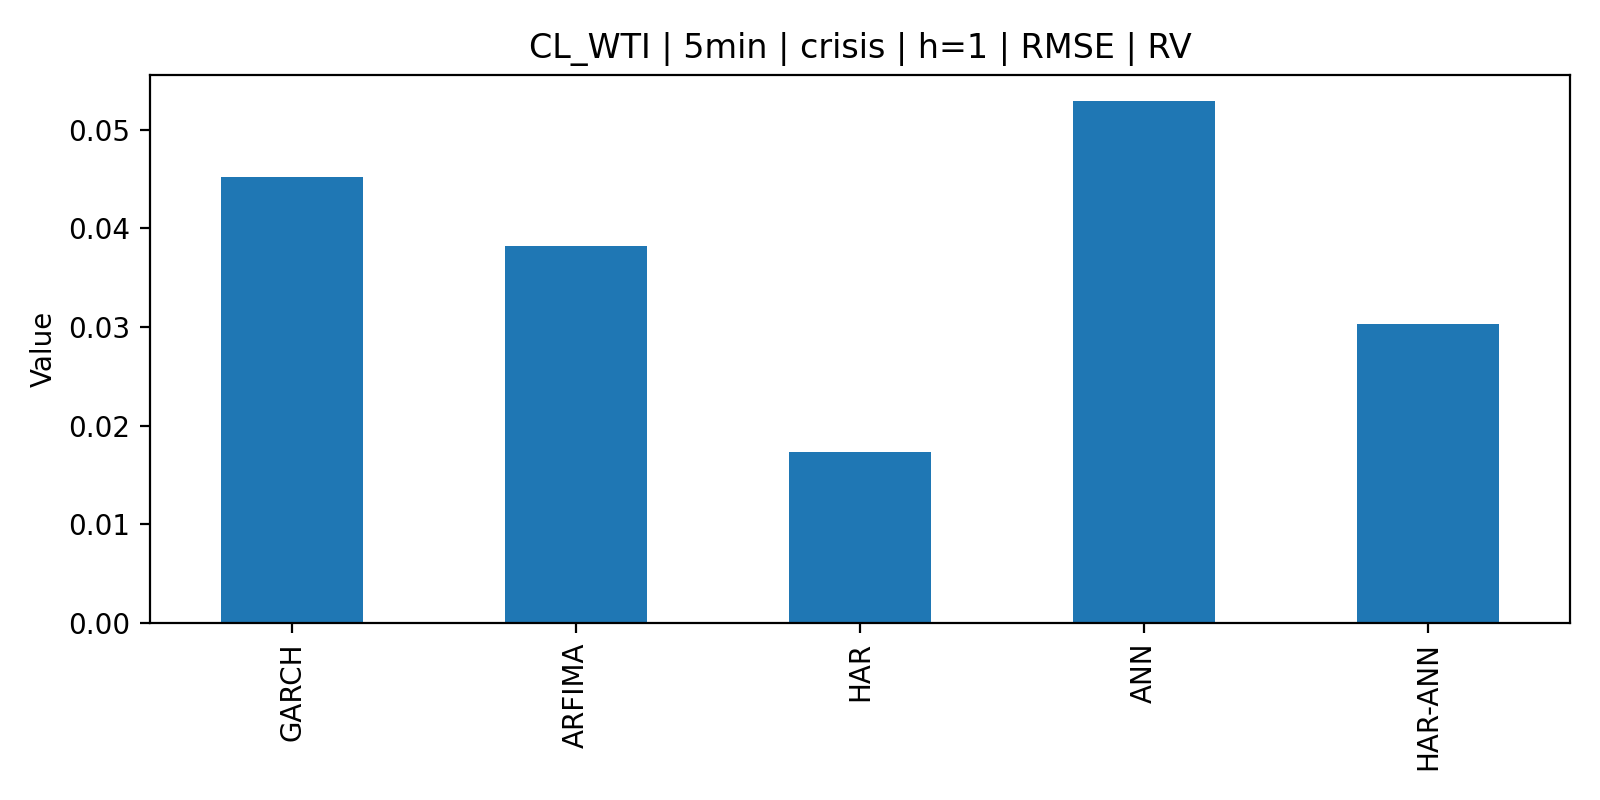 CL_WTI | 5min | crisis | h=1 | RMSE | RV
Value
0.05
0.04
0.03
0.02
0.01
0.00
GARCH
ARFIMA
HAR
ANN
HAR-ANN